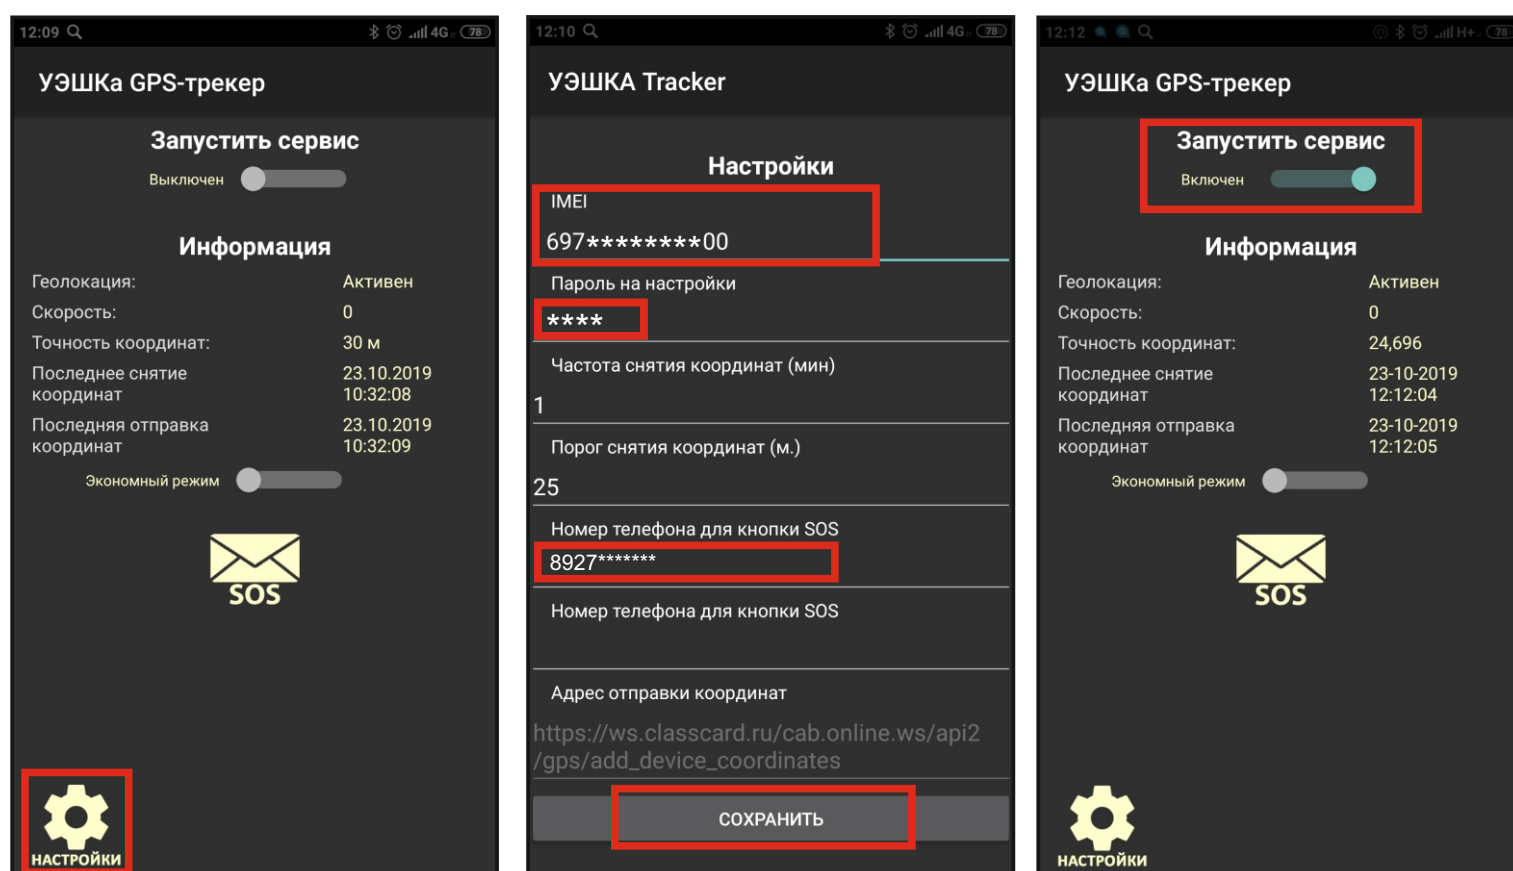 12:09
4G 78
УЭШКа GPS-трекер
Запустить сервис
Выключен
Информация
Геолокация: Активен
Скорость: 0
Точность координат: 30 м
Последнее снятие координат 23.10.2019 10:32:08
Последняя отправка координат 23.10.2019 10:32:09
Экономный режим
SOS
НАСТРОЙКИ
12:10
4G 78
УЭШКА Tracker
Настройки
IMEI
697********00
Пароль на настройки
****
Частота снятия координат (мин)
1
Порог снятия координат (м.)
25
Номер телефона для кнопки SOS
8927*******
Номер телефона для кнопки SOS
Адрес отправки координат
https://ws.classcard.ru/cab.online.ws/api2
/gps/add_device_coordinates
СОХРАНИТЬ
12:12
H+ 78
УЭШКа GPS-трекер
Запустить сервис
Включен
Информация
Геолокация: Активен
Скорость: 0
Точность координат: 24,696
Последнее снятие координат 23-10-2019 12:12:04
Последняя отправка координат 23-10-2019 12:12:05
Экономный режим
SOS
НАСТРОЙКИ